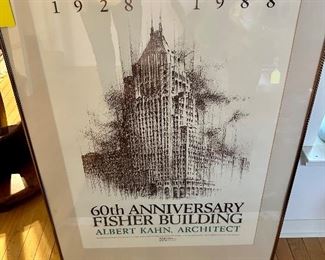 1928 1988
60th ANNIVERSARY
FISHER BUILDING
ALBERT KAHN, ARCHITECT